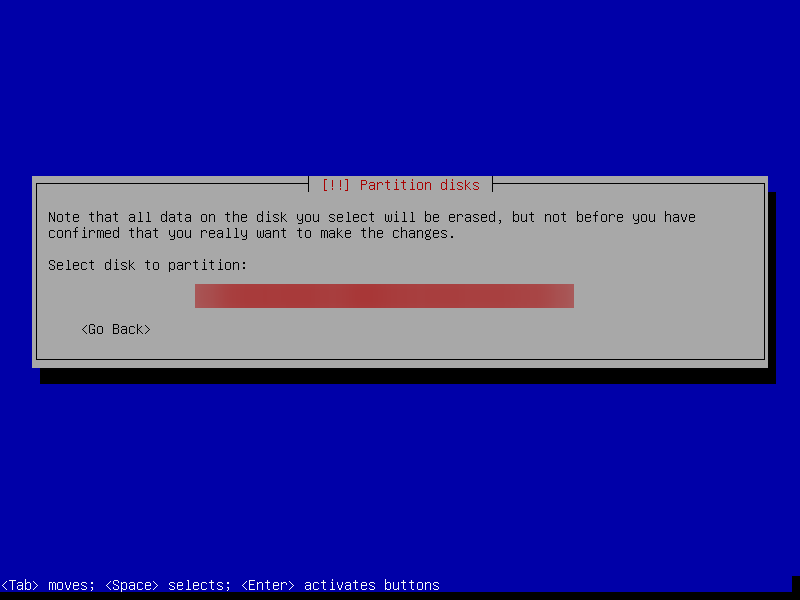 [!!] Partition disks
Note that all data on the disk you select will be erased, but not before you have
confirmed that you really want to make the changes.
Select disk to partition:
<Go Back>
<Tab> moves; <Space> selects; <Enter> activates buttons